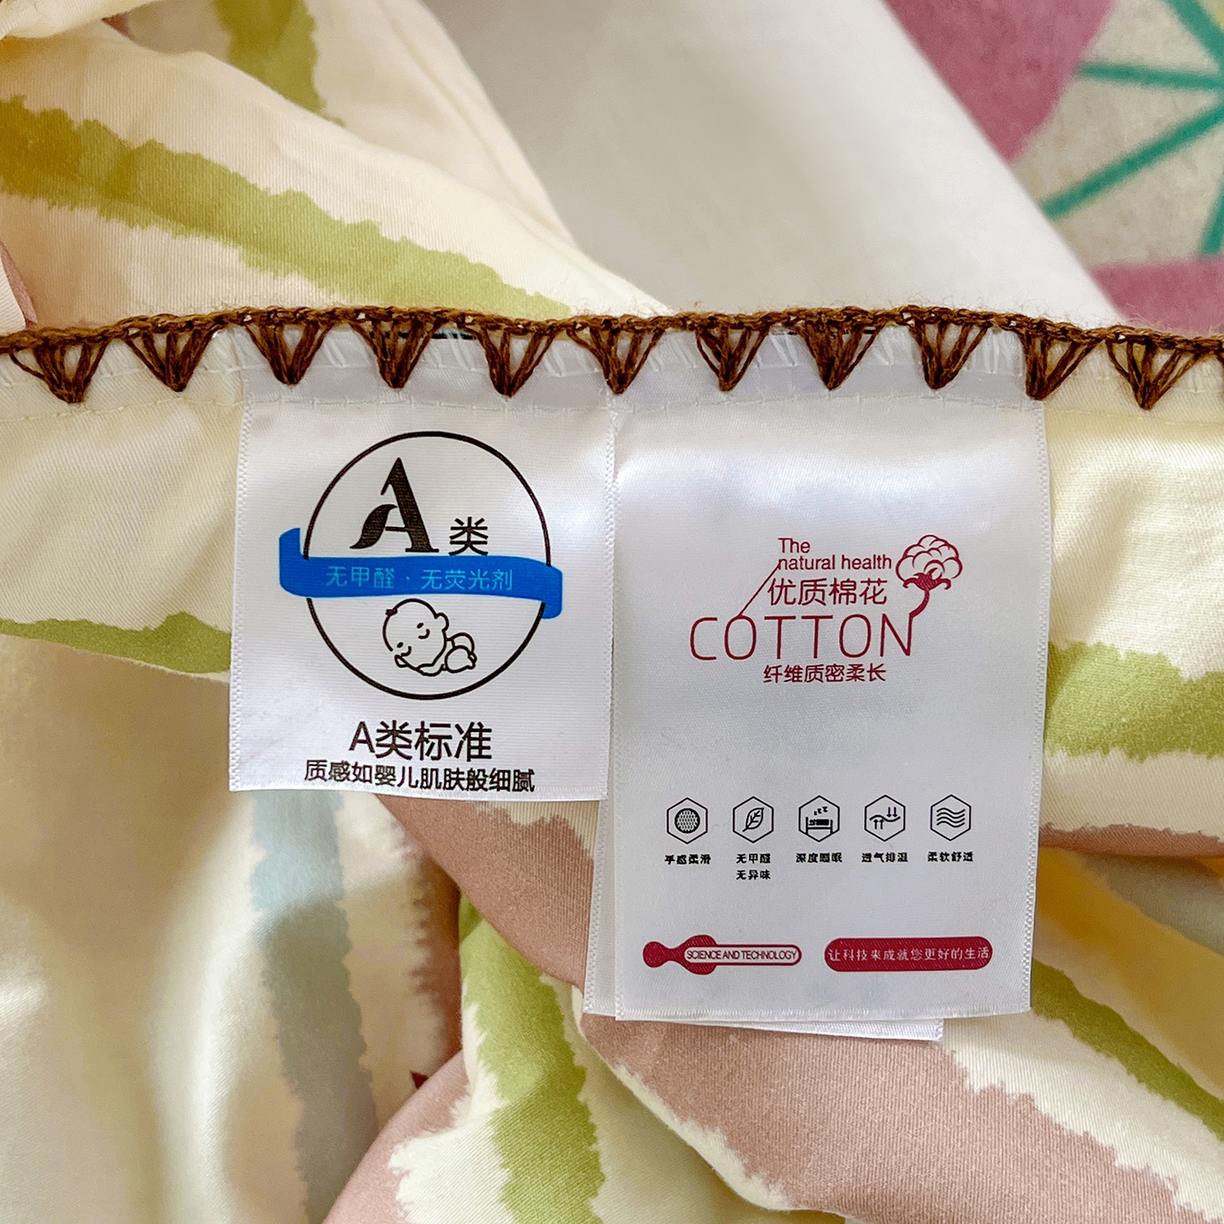 A类
无甲醛·无荧光剂
A类标准
质感如婴儿肌肤般细腻
The
natural health
优质棉花
COTTON
纤维质密柔长
手感柔滑
无甲醛
无异味
深度睡眠
透气排湿
柔软舒适
SCIENCE AND TECHNOLOGY
让科技来成就您更好的生活